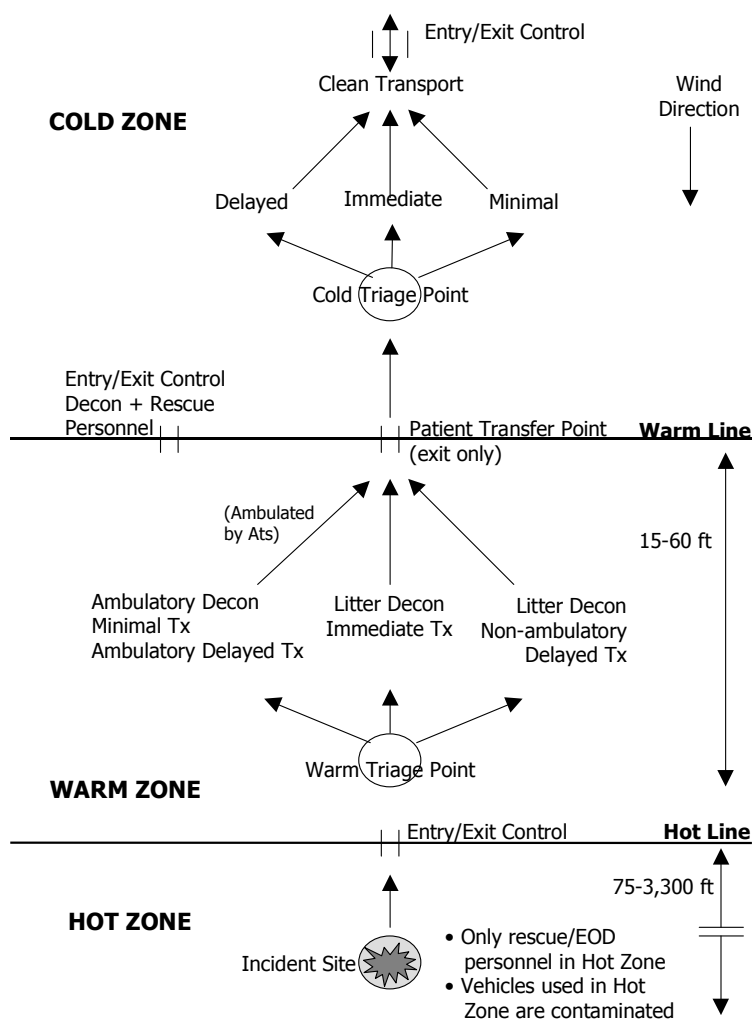 Entry/Exit Control
Clean Transport
Wind
Direction
COLD ZONE
Delayed
Immediate
Minimal
Cold Triage Point
Entry/Exit Control
Decon + Rescue
Personnel
Patient Transfer Point
(exit only)
Warm Line
(Ambulated
by Ats)
15-60 ft
Ambulatory Decon
Minimal Tx
Ambulatory Delayed Tx
Litter Decon
Immediate Tx
Litter Decon
Non-ambulatory
Delayed Tx
Warm Triage Point
WARM ZONE
Entry/Exit Control
Hot Line
75-3,300 ft
HOT ZONE
Incident Site
• Only rescue/EOD
personnel in Hot Zone
• Vehicles used in Hot
Zone are contaminated